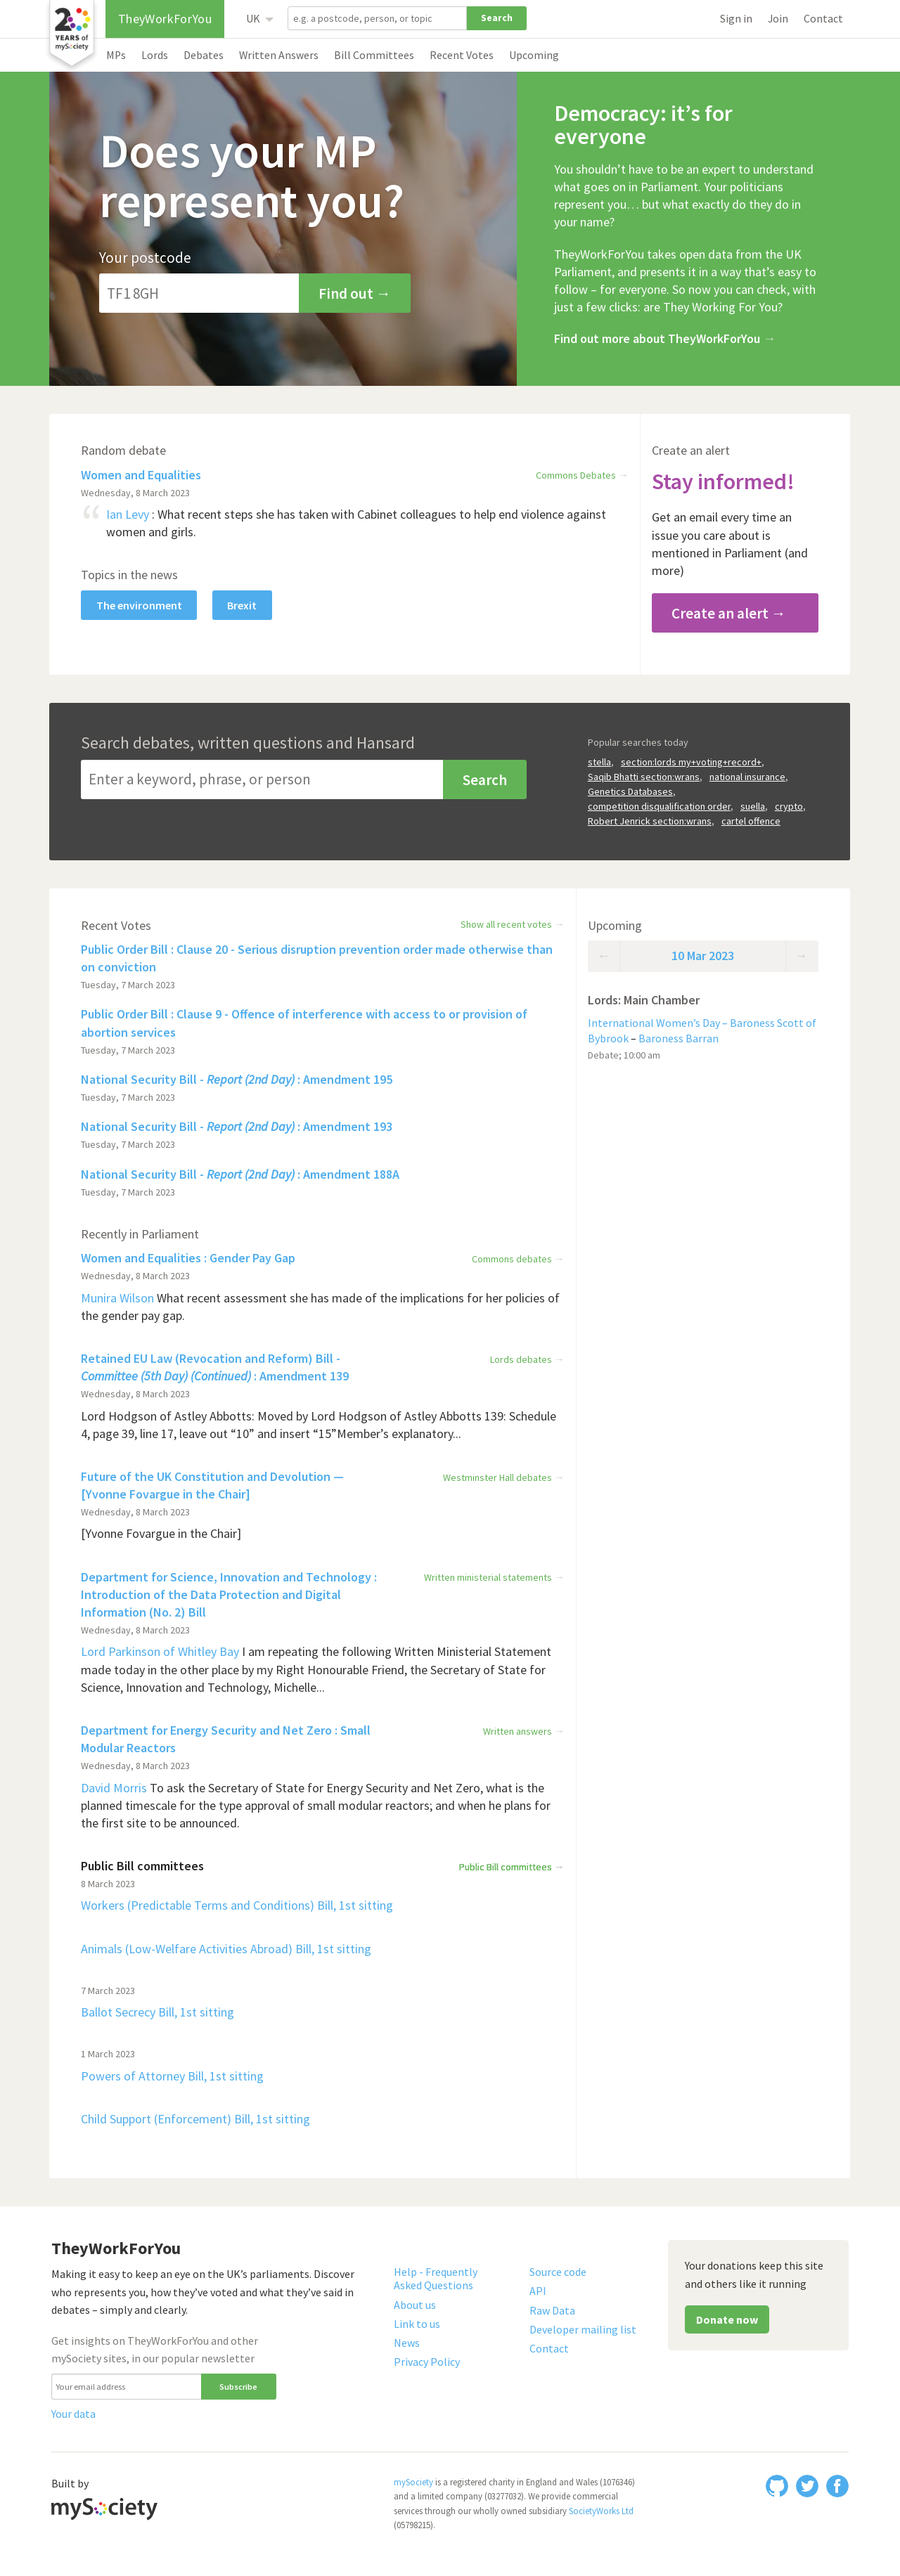 20
YEARS of
mySociety
TheyWorkForYou
UK
e.g. a postcode, person, or topic
Search
Sign in
Join
Contact
MPs
Lords
Debates
Written Answers
Bill Committees
Recent Votes
Upcoming
Does your MP
represent you?
Your postcode
TF1 8GH
Find out →
Democracy: it’s for
everyone
You shouldn’t have to be an expert to understand
what goes on in Parliament. Your politicians
represent you… but what exactly do they do in
your name?
TheyWorkForYou takes open data from the UK
Parliament, and presents it in a way that’s easy to
follow – for everyone. So now you can check, with
just a few clicks: are They Working For You?
Find out more about TheyWorkForYou →
Random debate
Women and Equalities
Commons Debates →
Wednesday, 8 March 2023
“ Ian Levy : What recent steps she has taken with Cabinet colleagues to help end violence against
women and girls.
Topics in the news
The environment
Brexit
Create an alert
Stay informed!
Get an email every time an
issue you care about is
mentioned in Parliament (and
more)
Create an alert →
Search debates, written questions and Hansard
Enter a keyword, phrase, or person
Search
Popular searches today
stella, section:lords my+voting+record+,
Saqib Bhatti section:wrans, national insurance,
Genetics Databases,
competition disqualification order, suella, crypto,
Robert Jenrick section:wrans, cartel offence
Recent Votes
Show all recent votes →
Public Order Bill : Clause 20 - Serious disruption prevention order made otherwise than
on conviction
Tuesday, 7 March 2023
Public Order Bill : Clause 9 - Offence of interference with access to or provision of
abortion services
Tuesday, 7 March 2023
National Security Bill - Report (2nd Day) : Amendment 195
Tuesday, 7 March 2023
National Security Bill - Report (2nd Day) : Amendment 193
Tuesday, 7 March 2023
National Security Bill - Report (2nd Day) : Amendment 188A
Tuesday, 7 March 2023
Recently in Parliament
Women and Equalities : Gender Pay Gap
Commons debates →
Wednesday, 8 March 2023
Munira Wilson What recent assessment she has made of the implications for her policies of
the gender pay gap.
Retained EU Law (Revocation and Reform) Bill -
Committee (5th Day) (Continued) : Amendment 139
Lords debates →
Wednesday, 8 March 2023
Lord Hodgson of Astley Abbotts: Moved by Lord Hodgson of Astley Abbotts 139: Schedule
4, page 39, line 17, leave out “10” and insert “15”Member’s explanatory...
Future of the UK Constitution and Devolution —
[Yvonne Fovargue in the Chair]
Westminster Hall debates →
Wednesday, 8 March 2023
[Yvonne Fovargue in the Chair]
Department for Science, Innovation and Technology :
Introduction of the Data Protection and Digital
Information (No. 2) Bill
Written ministerial statements →
Wednesday, 8 March 2023
Lord Parkinson of Whitley Bay I am repeating the following Written Ministerial Statement
made today in the other place by my Right Honourable Friend, the Secretary of State for
Science, Innovation and Technology, Michelle...
Department for Energy Security and Net Zero : Small
Modular Reactors
Written answers →
Wednesday, 8 March 2023
David Morris To ask the Secretary of State for Energy Security and Net Zero, what is the
planned timescale for the type approval of small modular reactors; and when he plans for
the first site to be announced.
Public Bill committees
Public Bill committees →
8 March 2023
Workers (Predictable Terms and Conditions) Bill, 1st sitting
Animals (Low-Welfare Activities Abroad) Bill, 1st sitting
7 March 2023
Ballot Secrecy Bill, 1st sitting
1 March 2023
Powers of Attorney Bill, 1st sitting
Child Support (Enforcement) Bill, 1st sitting
Upcoming
← 10 Mar 2023 →
Lords: Main Chamber
International Women’s Day – Baroness Scott of
Bybrook – Baroness Barran
Debate; 10:00 am
TheyWorkForYou
Making it easy to keep an eye on the UK’s parliaments. Discover
who represents you, how they’ve voted and what they’ve said in
debates – simply and clearly.
Get insights on TheyWorkForYou and other
mySociety sites, in our popular newsletter
Your email address
Subscribe
Your data
Help - Frequently
Asked Questions
About us
Link to us
News
Privacy Policy
Source code
API
Raw Data
Developer mailing list
Contact
Your donations keep this site
and others like it running
Donate now
Built by
mySociety
mySociety is a registered charity in England and Wales (1076346)
and a limited company (03277032). We provide commercial
services through our wholly owned subsidiary SocietyWorks Ltd
(05798215).